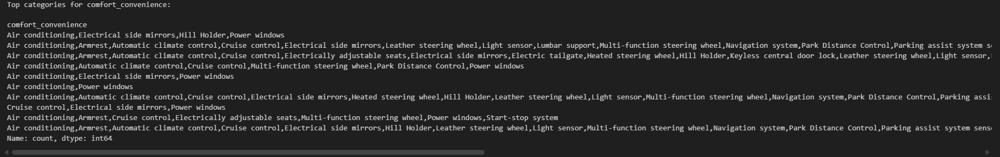 Top categories for comfort_convenience:
comfort_convenience
Air conditioning,Electrical side mirrors,Hill Holder,Power windows
Air conditioning,Armrest,Automatic climate control,Cruise control,Electrical side mirrors,Leather steering wheel,Light sensor,Lumbar support,Multi-function steering wheel,Navigation system,Park Distance Control,Parking assist system
Air conditioning,Armrest,Automatic climate control,Cruise control,Electrically adjustable seats,Electrical side mirrors,Electric tailgate,Heated steering wheel,Hill Holder,Keyless central door lock,Leather steering wheel,Light sensor,
Air conditioning,Automatic climate control,Cruise control,Multi-function steering wheel,Park Distance Control,Power windows
Air conditioning,Electrical side mirrors,Power windows
Air conditioning,Power windows
Air conditioning,Automatic climate control,Cruise control,Electrical side mirrors,Heated steering wheel,Hill Holder,Leather steering wheel,Light sensor,Multi-function steering wheel,Navigation system,Park Distance Control,Parking assi
Cruise control,Electrical side mirrors,Power windows
Air conditioning,Armrest,Cruise control,Electrically adjustable seats,Multi-function steering wheel,Power windows,Start-stop system
Air conditioning,Armrest,Automatic climate control,Cruise control,Electrical side mirrors,Hill Holder,Leather steering wheel,Light sensor,Multi-function steering wheel,Navigation system,Park Distance Control,Parking assist system sens
Name: count, dtype: int64